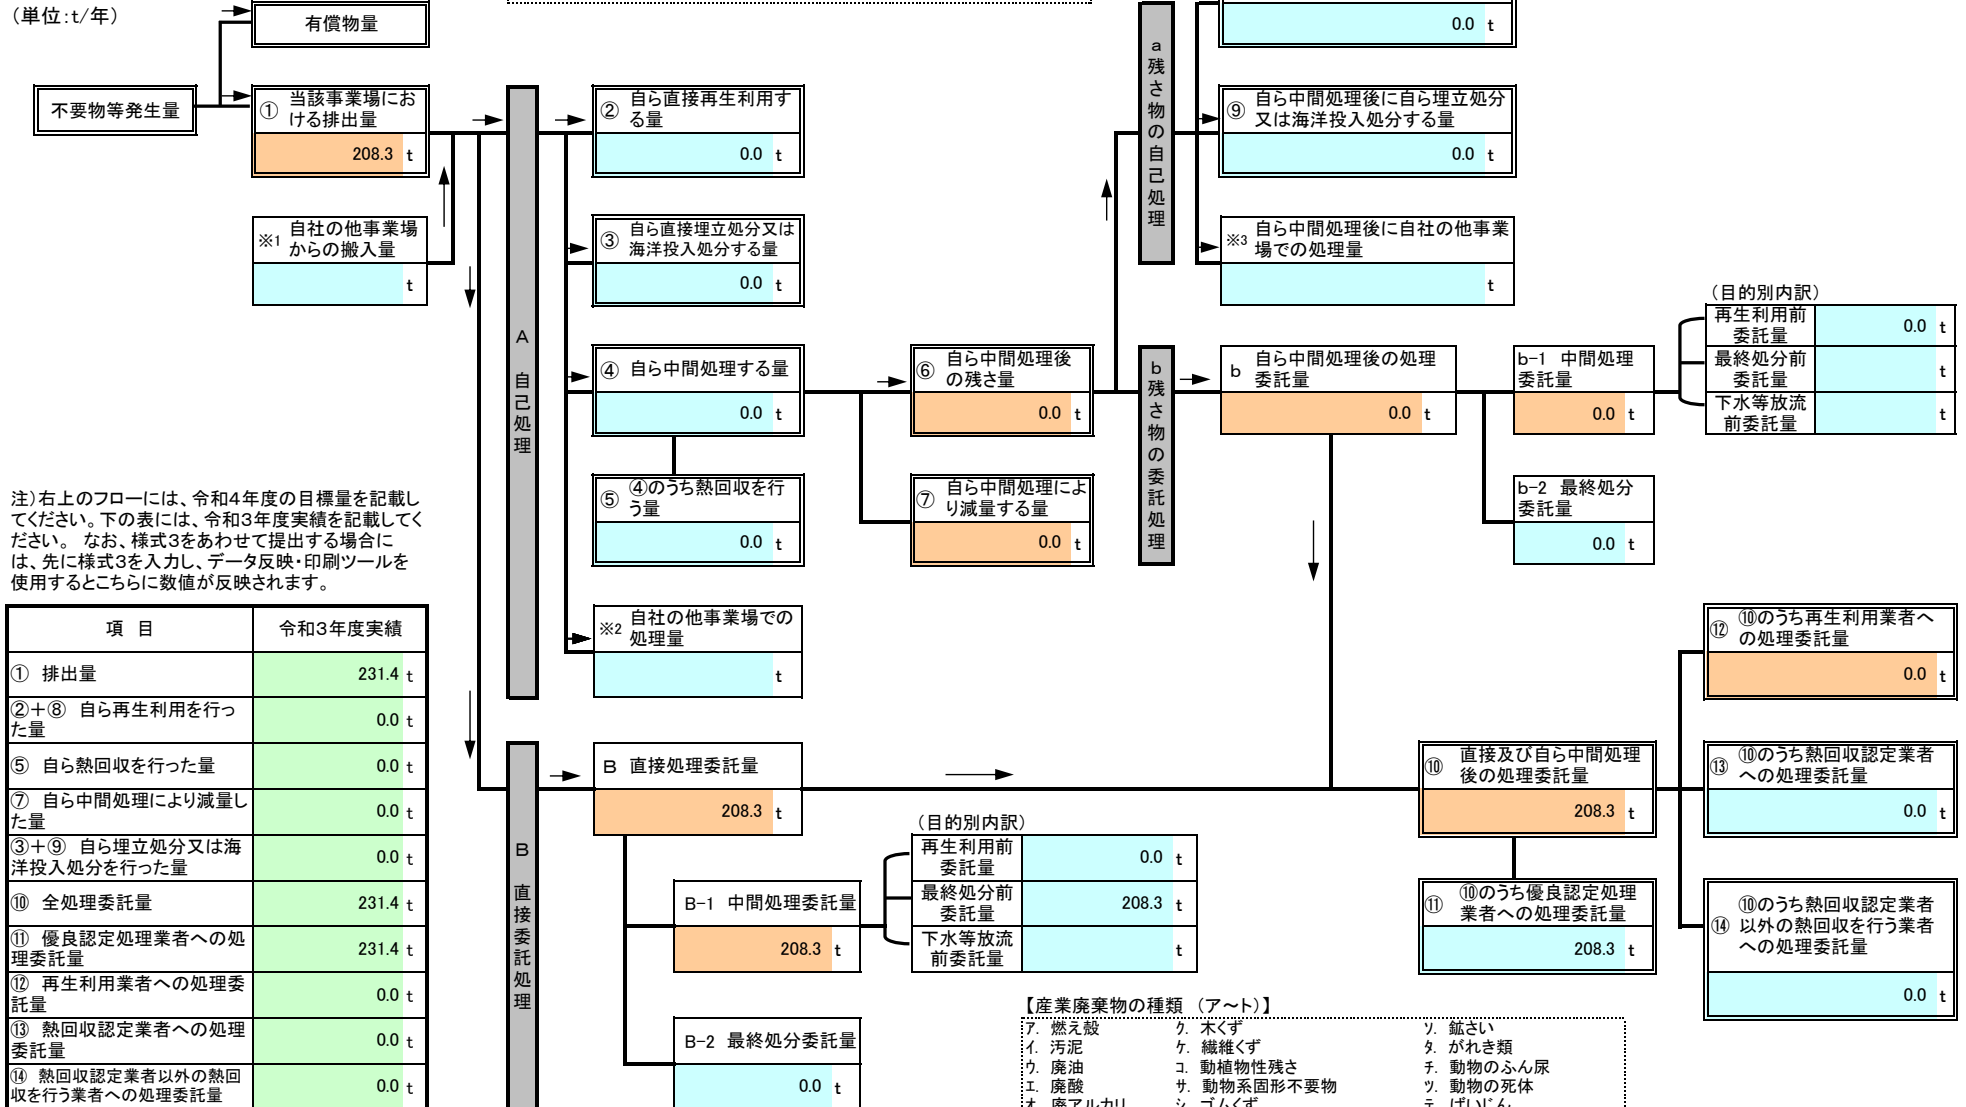 （単位：t/年）
有償物量
不要物等発生量
①
当該事業場にお
ける排出量
208.3 t
※1
自社の他事業場
からの搬入量
t
A
自己処理
②
自ら直接再生利用す
る量
0.0 t
③
自ら直接埋立処分又は
海洋投入処分する量
0.0 t
④
自ら中間処理する量
0.0 t
⑤
④のうち熱回収を行
う量
0.0 t
※2
自社の他事業場での
処理量
t
⑥
自ら中間処理後
の残さ量
0.0 t
⑦
自ら中間処理によ
り減量する量
0.0 t
a
残さ物の自己処理
0.0 t
⑨
自ら中間処理後に自ら埋立処分
又は海洋投入処分する量
0.0 t
※3
自ら中間処理後に自社の他事業
場での処理量
t
b
残さ物の委託処理
b
自ら中間処理後の処理
委託量
0.0 t
b-1 中間処理
委託量
0.0 t
b-2 最終処分
委託量
0.0 t
（目的別内訳）
再生利用前
委託量
0.0 t
最終処分前
委託量
t
下水等放流
前委託量
t
注）右上のフローには、令和４年度の目標量を記載し
てください。下の表には、令和３年度実績を記載してく
ださい。 なお、様式３をあわせて提出する場合に
は、先に様式３を入力し、データ反映・印刷ツールを
使用するとこちらに数値が反映されます。
項 目 令和３年度実績
① 排出量 231.4 t
②＋⑧ 自ら再生利用を行っ
た量
0.0 t
⑤ 自ら熱回収を行った量 0.0 t
⑦ 自ら中間処理により減量し
た量
0.0 t
③＋⑨ 自ら埋立処分又は海
洋投入処分を行った量
0.0 t
⑩ 全処理委託量 231.4 t
⑪ 優良認定処理業者への処
理委託量
231.4 t
⑫ 再生利用業者への処理委
託量
0.0 t
⑬ 熱回収認定業者への処理
委託量
0.0 t
⑭ 熱回収認定業者以外の熱回
収を行う業者への処理委託量
0.0 t
B
直接委託処理
B 直接処理委託量
208.3 t
B-1 中間処理委託量
208.3 t
B-2 最終処分委託量
0.0 t
（目的別内訳）
再生利用前
委託量
0.0 t
最終処分前
委託量
208.3 t
下水等放流
前委託量
t
⑩
直接及び自ら中間処理
後の処理委託量
208.3 t
⑪
⑩のうち優良認定処理
業者への処理委託量
208.3 t
⑫
⑩のうち再生利用業者へ
の処理委託量
0.0 t
⑬
⑩のうち熱回収認定業者
への処理委託量
0.0 t
⑭
⑩のうち熱回収認定業者
以外の熱回収を行う業者
への処理委託量
0.0 t
【産業廃棄物の種類 （ア～ト）】
ア. 燃え殻 ク. 木くず ソ. 鉱さい
イ. 汚泥 ケ. 繊維くず タ. がれき類
ウ. 廃油 コ. 動植物性残さ チ. 動物のふん尿
エ. 廃酸 サ. 動物系固形不要物 ツ. 動物の死体
オ. 廃アルカリ シ. ゴムくず テ. ばいじん